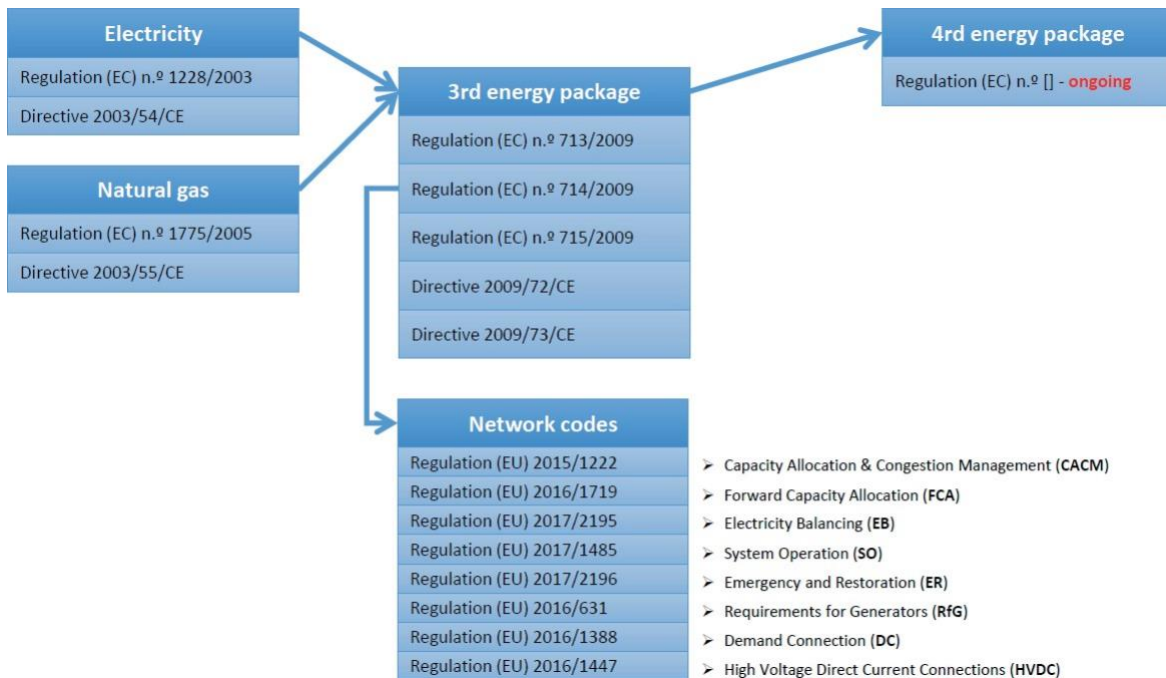 Electricity
Regulation (EC) n.º 1228/2003
Directive 2003/54/CE
Natural gas
Regulation (EC) n.º 1775/2005
Directive 2003/55/CE
3rd energy package
Regulation (EC) n.º 713/2009
Regulation (EC) n.º 714/2009
Regulation (EC) n.º 715/2009
Directive 2009/72/CE
Directive 2009/73/CE
4rd energy package
Regulation (EC) n.º [] - ongoing
Network codes
Regulation (EU) 2015/1222
Regulation (EU) 2016/1719
Regulation (EU) 2017/2195
Regulation (EU) 2017/1485
Regulation (EU) 2017/2196
Regulation (EU) 2016/631
Regulation (EU) 2016/1388
Regulation (EU) 2016/1447
➢ Capacity Allocation & Congestion Management (CACM)
➢ Forward Capacity Allocation (FCA)
➢ Electricity Balancing (EB)
➢ System Operation (SO)
➢ Emergency and Restoration (ER)
➢ Requirements for Generators (RfG)
➢ Demand Connection (DC)
➢ High Voltage Direct Current Connections (HVDC)